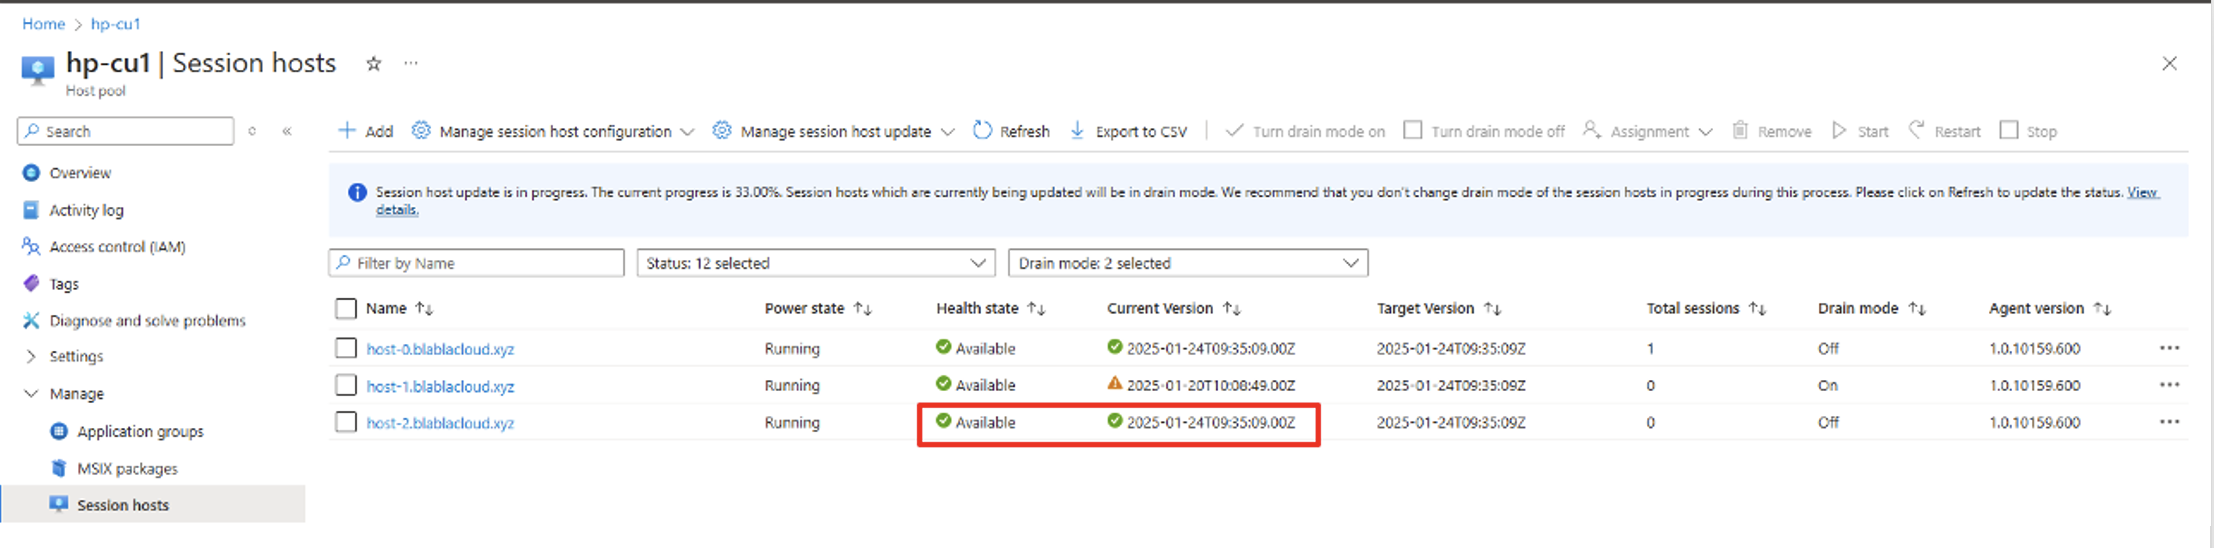 Home > hp-cu1
hp-cu1 | Session hosts ☆ ···
Host pool
Search
Add Manage session host configuration Manage session host update Refresh Export to CSV Turn drain mode on Turn drain mode off Assignment Remove Start Restart Stop
Overview
Activity log
Access control (IAM)
Tags
Diagnose and solve problems
Settings
Manage
Application groups
MSIX packages
Session hosts
Session host update is in progress. The current progress is 33.00%. Session hosts which are currently being updated will be in drain mode. We recommend that you don't change drain mode of the session hosts in progress during this process. Please click on Refresh to update the status. View
details.
Filter by Name Status: 12 selected Drain mode: 2 selected
Name Power state Health state Current Version Target Version Total sessions Drain mode Agent version
host-0.blablacloud.xyz Running Available 2025-01-24T09:35:09.00Z 2025-01-24T09:35:09Z 1 Off 1.0.10159.600 ···
host-1.blablacloud.xyz Running Available 2025-01-20T10:08:49.00Z 2025-01-24T09:35:09Z 0 On 1.0.10159.600 ···
host-2.blablacloud.xyz Running Available 2025-01-24T09:35:09.00Z 2025-01-24T09:35:09Z 0 Off 1.0.10159.600 ···